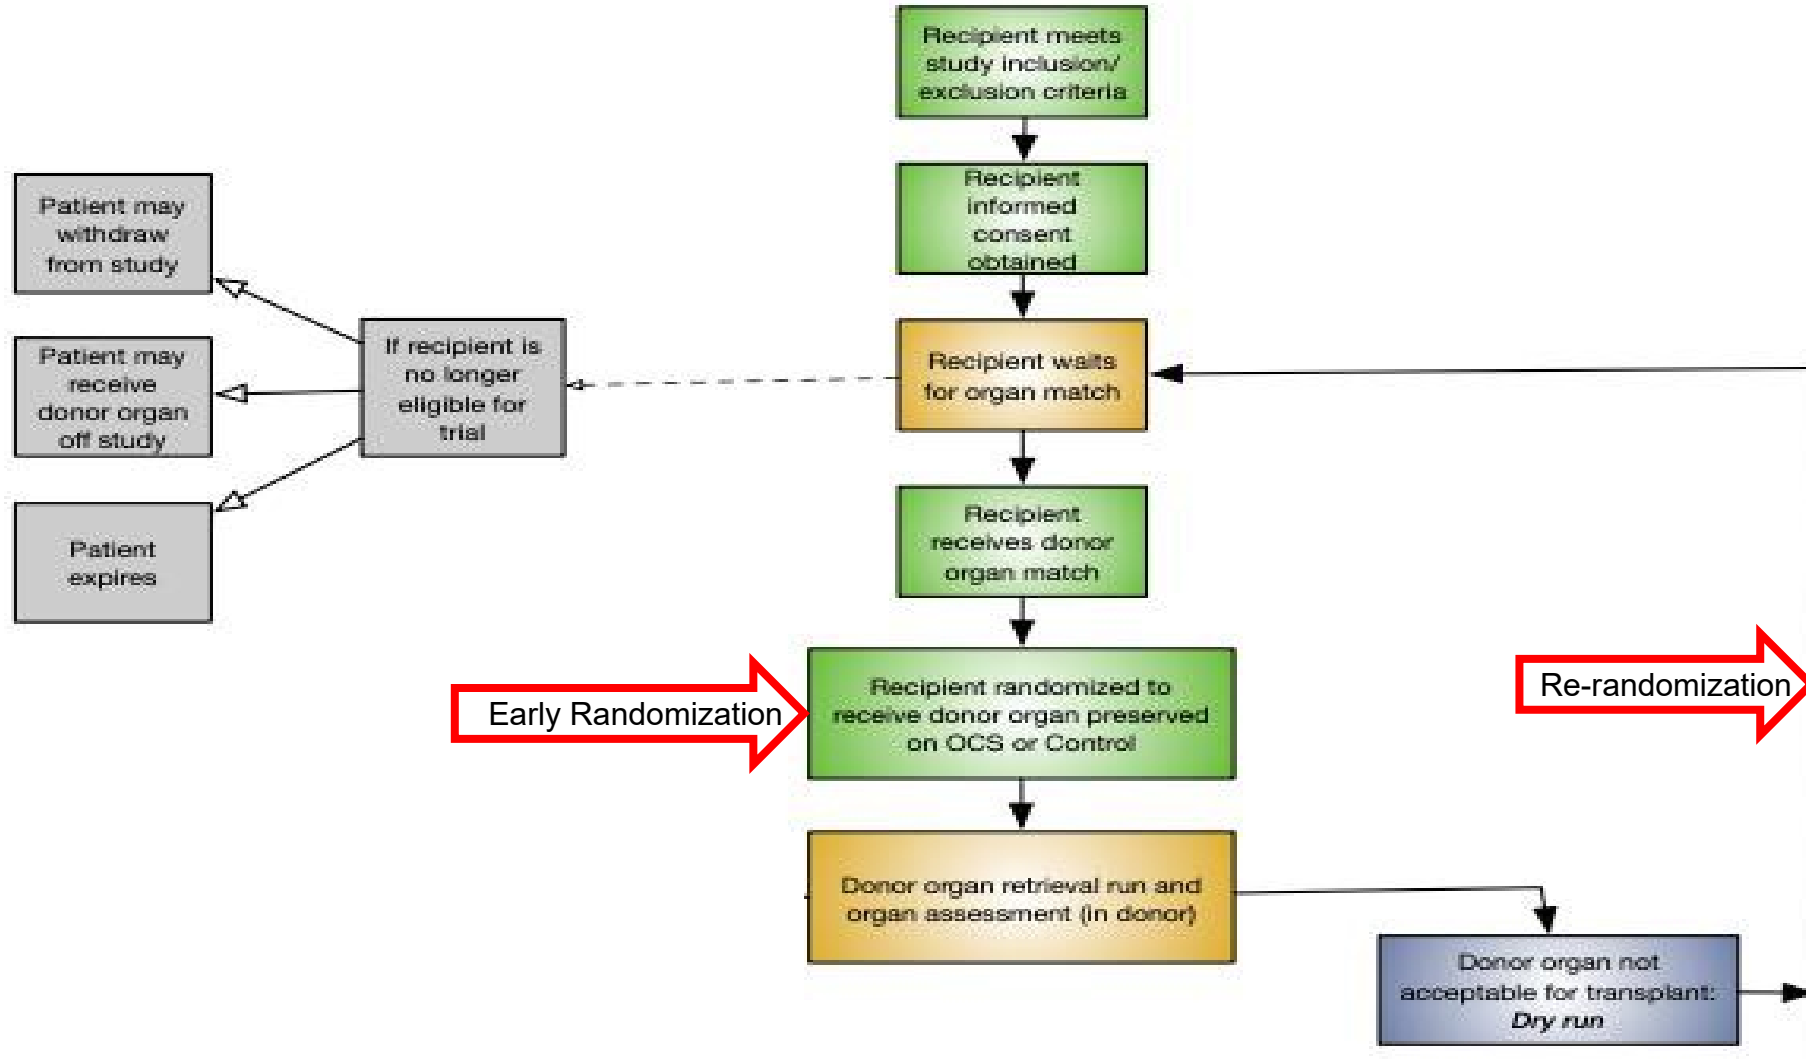 Recipient meets
study inclusion/
exclusion criteria
Recipient
informed
consent
obtained
Patient may
withdraw
from study
Patient may
receive
donor organ
off study
Patient
expires
If recipient is
no longer
eligible for
trial
Recipient waits
for organ match
Recipient
receives donor
organ match
Early Randomization
Recipient randomized to
receive donor organ preserved
on OCS or Control
Re-randomization
Donor organ retrieval run and
organ assessment (in donor)
Donor organ not
acceptable for transplant:
Dry run